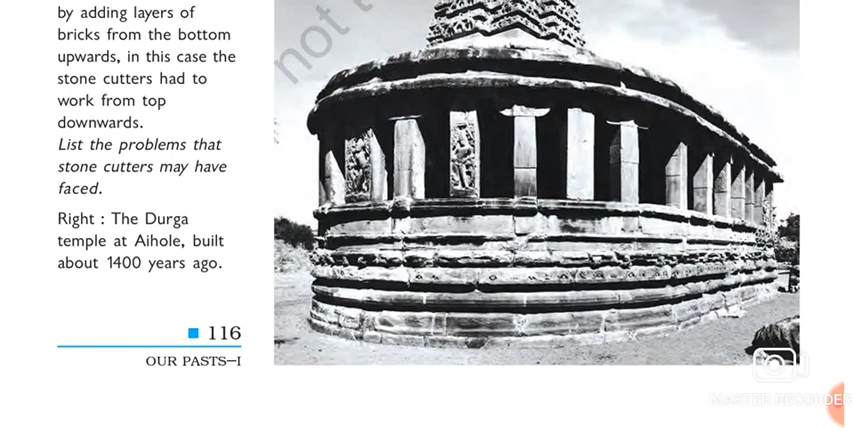 by adding layers of
bricks from the bottom
upwards, in this case the
stone cutters had to
work from top
downwards.
List the problems that
stone cutters may have
faced.
Right : The Durga
temple at Aihole, built
about 1400 years ago.
116
OUR PASTS–I
not t
MASTER RECORDER